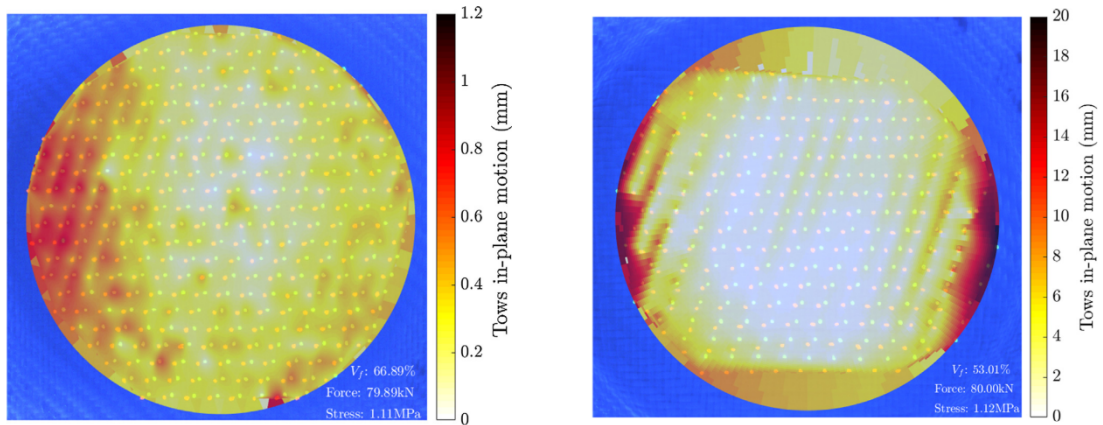 1.2
1
0.8
0.6
0.4
0.2
0
Tows in-plane motion (mm)
V_f: 66.89%
Force: 79.89kN
Stress: 1.11MPa
20
18
16
14
12
10
8
6
4
2
0
Tows in-plane motion (mm)
V_f: 53.01%
Force: 80.00kN
Stress: 1.12MPa